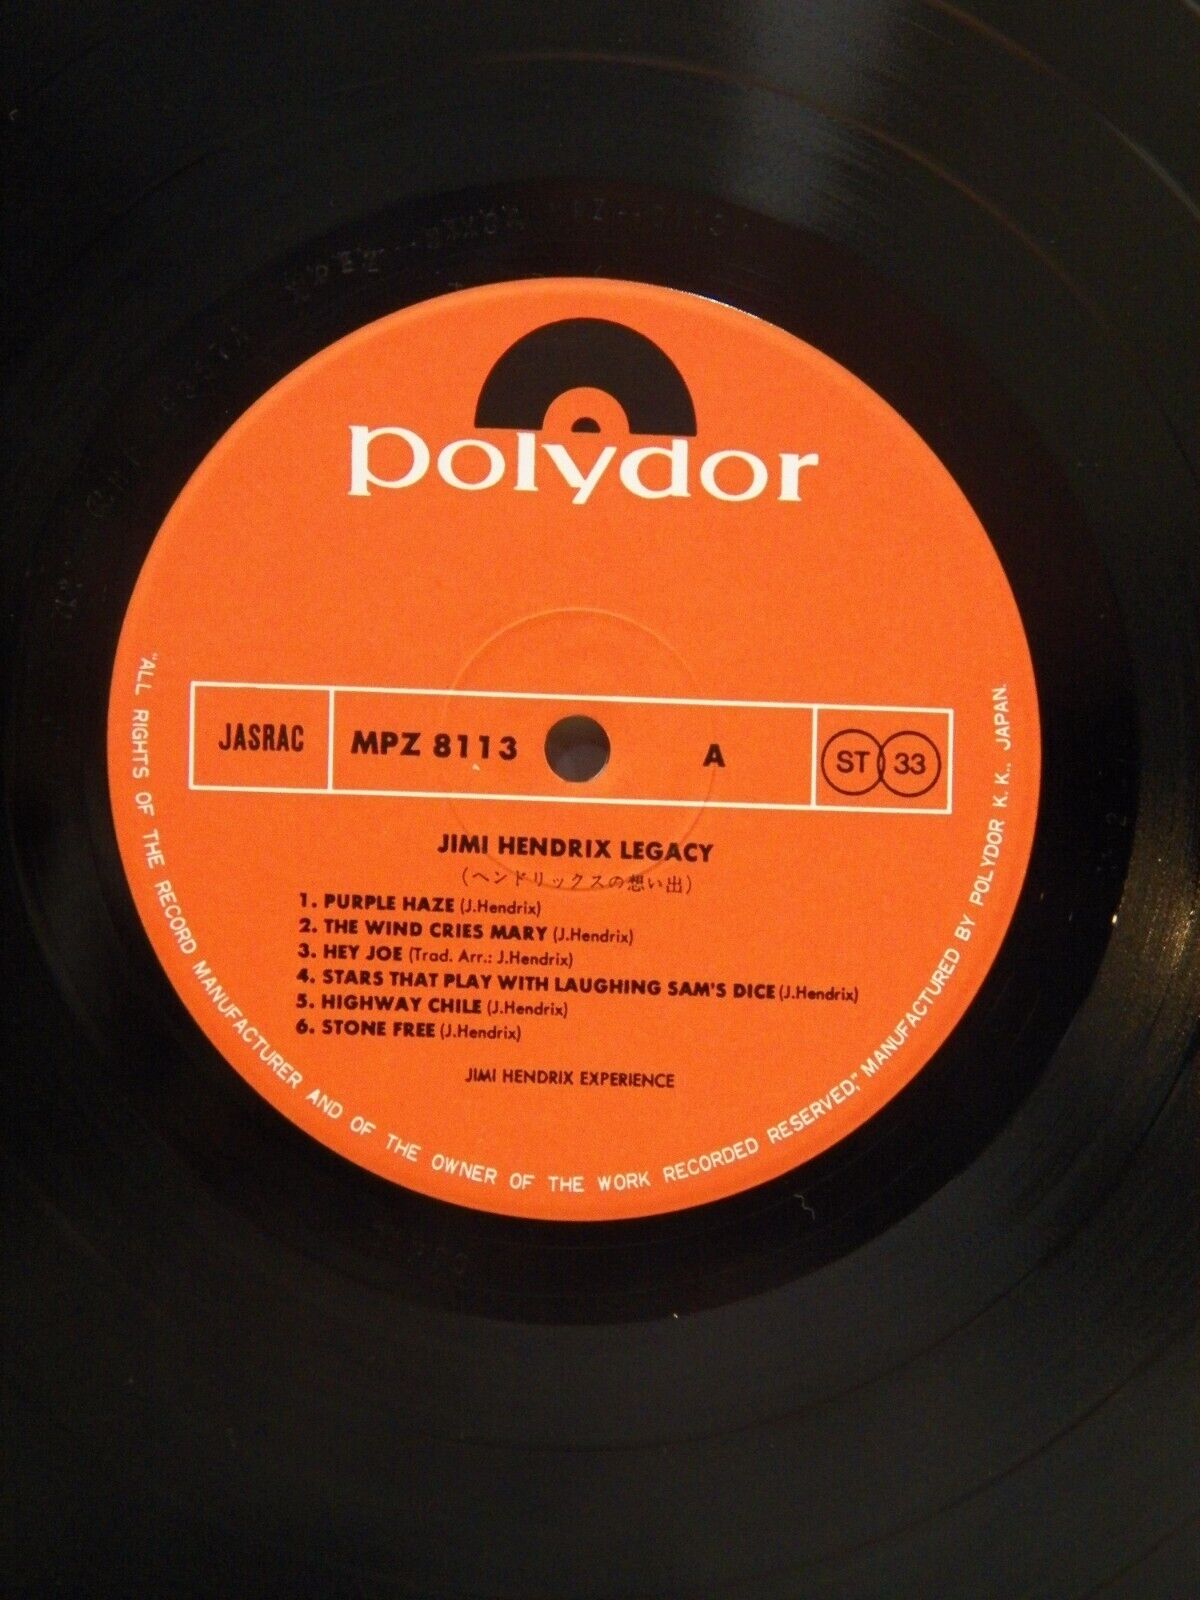 polydor
JASRAC
MPZ 8113
A
ST 33
JIMI HENDRIX LEGACY
(ヘンドリックスの想い出)
1. PURPLE HAZE (J.Hendrix)
2. THE WIND CRIES MARY (J.Hendrix)
3. HEY JOE (Trad. Arr.: J.Hendrix)
4. STARS THAT PLAY WITH LAUGHING SAM'S DICE (J.Hendrix)
5. HIGHWAY CHILE (J.Hendrix)
6. STONE FREE (J.Hendrix)
JIMI HENDRIX EXPERIENCE
"ALL RIGHTS OF THE RECORD MANUFACTURER AND OF THE OWNER OF THE WORK RECORDED RESERVED," MANUFACTURED BY POLYDOR K.K., JAPAN.